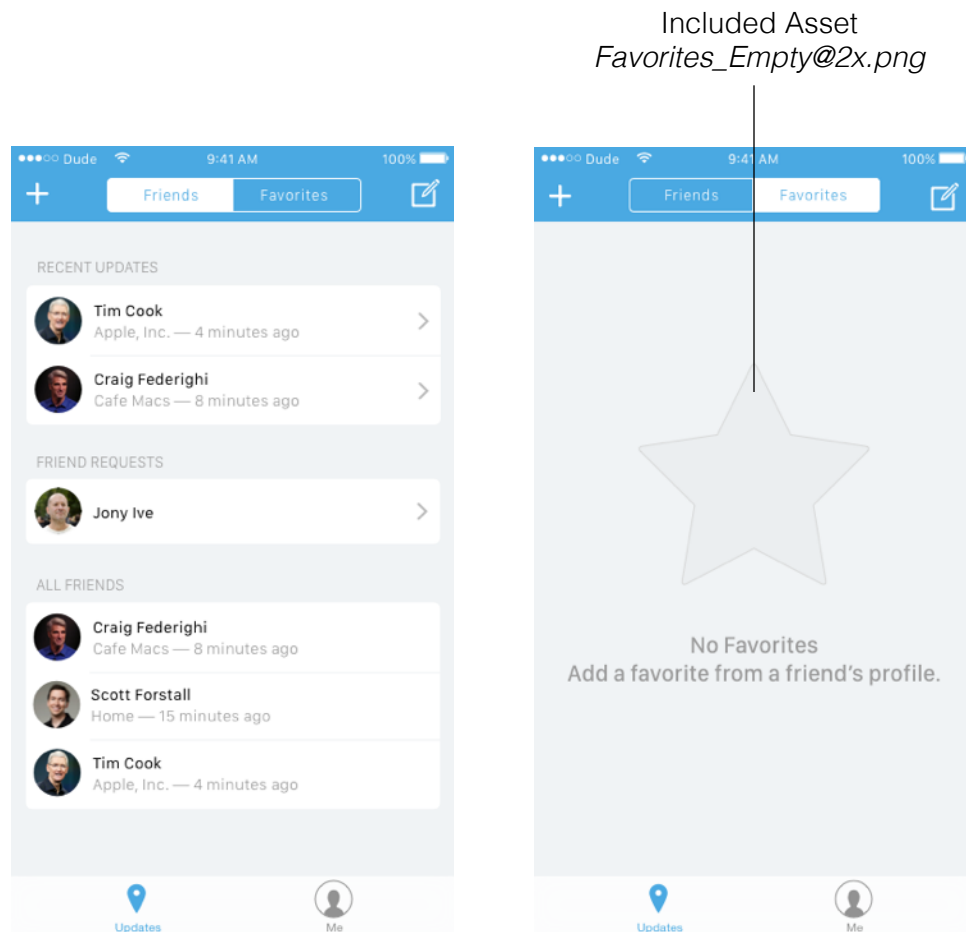 Included Asset
Favorites_Empty@2x.png
Dude 9:41 AM 100%
Friends Favorites
RECENT UPDATES
Tim Cook
Apple, Inc. — 4 minutes ago
Craig Federighi
Cafe Macs — 8 minutes ago
FRIEND REQUESTS
Jony Ive
ALL FRIENDS
Craig Federighi
Cafe Macs — 8 minutes ago
Scott Forstall
Home — 15 minutes ago
Tim Cook
Apple, Inc. — 4 minutes ago
Updates Me
Dude 9:41 AM 100%
Friends Favorites
No Favorites
Add a favorite from a friend's profile.
Updates Me